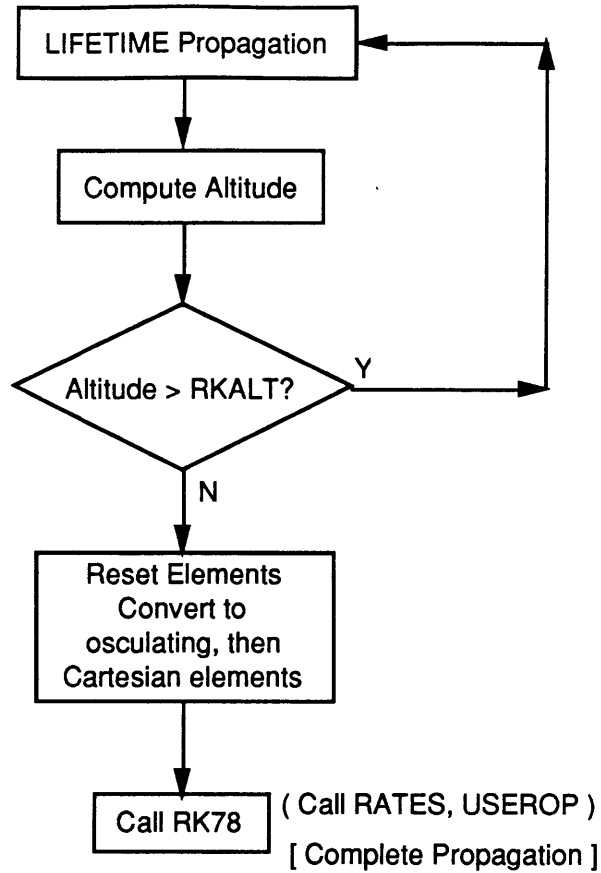 LIFETIME Propagation
Compute Altitude
Altitude > RKALT?
Y
N
Reset Elements
Convert to
osculating, then
Cartesian elements
Call RK78
( Call RATES, USEROP )
[ Complete Propagation ]